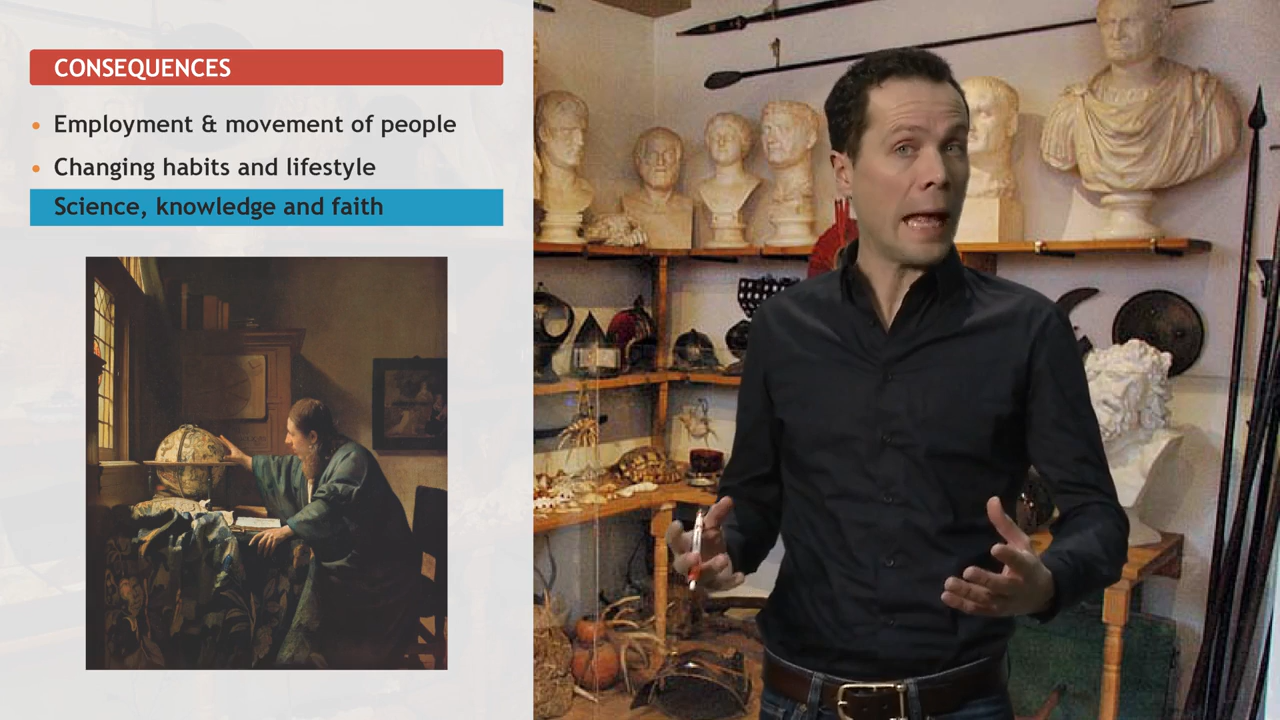 CONSEQUENCES
• Employment & movement of people
• Changing habits and lifestyle
Science, knowledge and faith